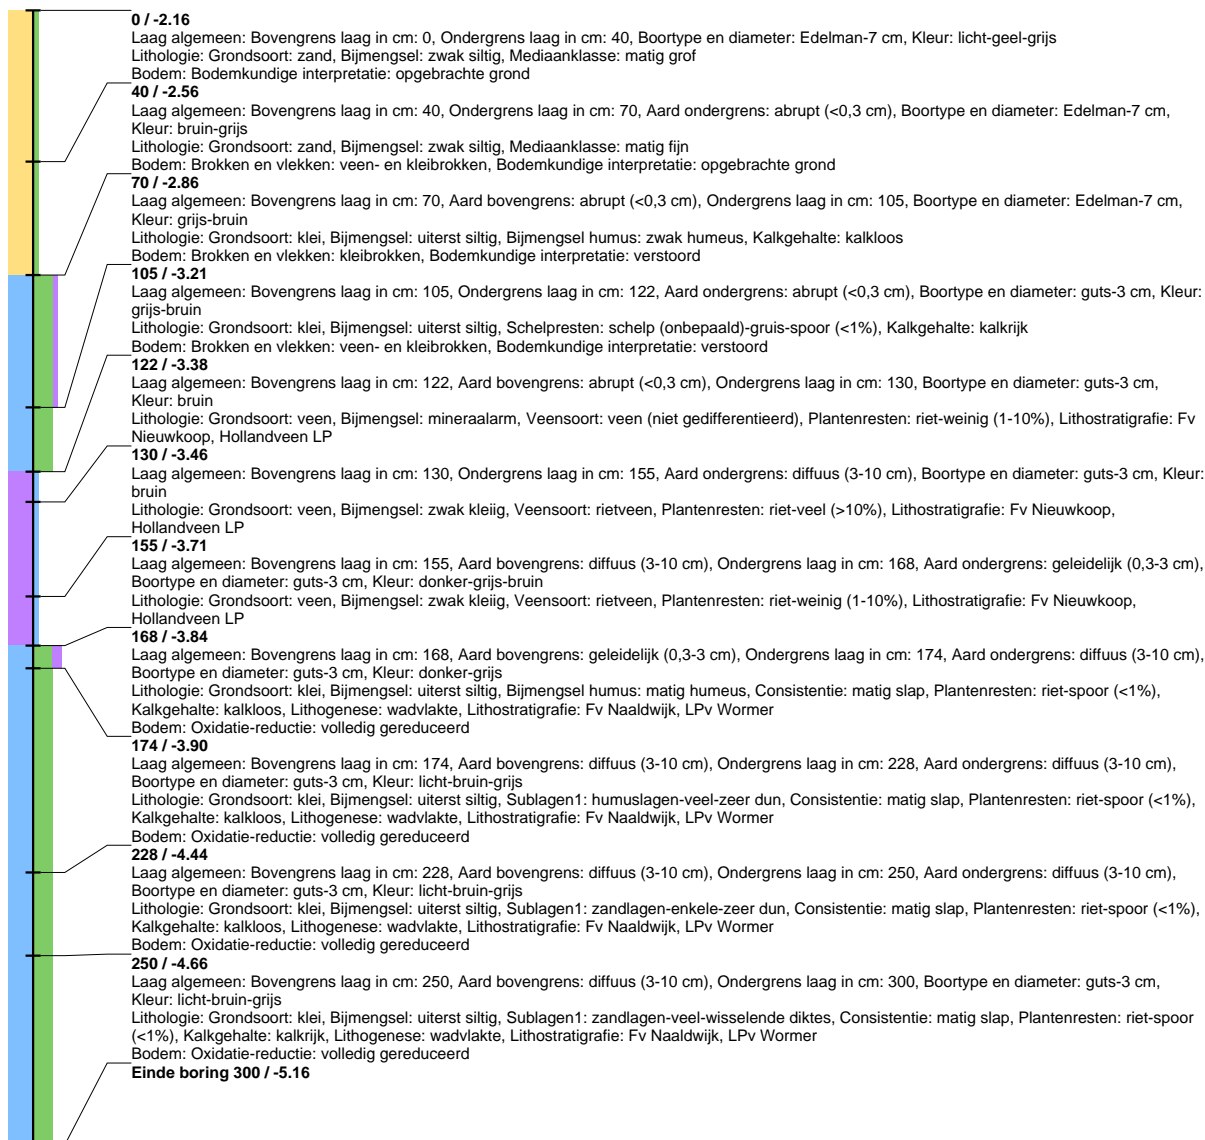 0 / -2.16
Laag algemeen: Bovengrens laag in cm: 0, Ondergrens laag in cm: 40, Boortype en diameter: Edelman-7 cm, Kleur: licht-geel-grijs
Lithologie: Grondsoort: zand, Bijmengsel: zwak siltig, Mediaanklasse: matig grof
Bodem: Bodemkundige interpretatie: opgebrachte grond
40 / -2.56
Laag algemeen: Bovengrens laag in cm: 40, Ondergrens laag in cm: 70, Aard ondergrens: abrupt (<0,3 cm), Boortype en diameter: Edelman-7 cm,
Kleur: bruin-grijs
Lithologie: Grondsoort: zand, Bijmengsel: zwak siltig, Mediaanklasse: matig fijn
Bodem: Brokken en vlekken: veen- en kleibrokken, Bodemkundige interpretatie: opgebrachte grond
70 / -2.86
Laag algemeen: Bovengrens laag in cm: 70, Aard bovengrens: abrupt (<0,3 cm), Ondergrens laag in cm: 105, Boortype en diameter: Edelman-7 cm,
Kleur: grijs-bruin
Lithologie: Grondsoort: klei, Bijmengsel: uiterst siltig, Bijmengsel humus: zwak humeus, Kalkgehalte: kalkloos
Bodem: Brokken en vlekken: kleibrokken, Bodemkundige interpretatie: verstoord
105 / -3.21
Laag algemeen: Bovengrens laag in cm: 105, Ondergrens laag in cm: 122, Aard ondergrens: abrupt (<0,3 cm), Boortype en diameter: guts-3 cm, Kleur:
grijs-bruin
Lithologie: Grondsoort: klei, Bijmengsel: uiterst siltig, Schelpresten: schelp (onbepaald)-gruis-spoor (<1%), Kalkgehalte: kalkrijk
Bodem: Brokken en vlekken: veen- en kleibrokken, Bodemkundige interpretatie: verstoord
122 / -3.38
Laag algemeen: Bovengrens laag in cm: 122, Aard bovengrens: abrupt (<0,3 cm), Ondergrens laag in cm: 130, Boortype en diameter: guts-3 cm,
Kleur: bruin
Lithologie: Grondsoort: veen, Bijmengsel: mineraalarm, Veensoort: veen (niet gedifferentieerd), Plantenresten: riet-weinig (1-10%), Lithostratigrafie: Fv
Nieuwkoop, Hollandveen LP
130 / -3.46
Laag algemeen: Bovengrens laag in cm: 130, Ondergrens laag in cm: 155, Aard ondergrens: diffuus (3-10 cm), Boortype en diameter: guts-3 cm, Kleur:
bruin
Lithologie: Grondsoort: veen, Bijmengsel: zwak kleiig, Veensoort: rietveen, Plantenresten: riet-veel (>10%), Lithostratigrafie: Fv Nieuwkoop,
Hollandveen LP
155 / -3.71
Laag algemeen: Bovengrens laag in cm: 155, Aard bovengrens: diffuus (3-10 cm), Ondergrens laag in cm: 168, Aard ondergrens: geleidelijk (0,3-3 cm),
Boortype en diameter: guts-3 cm, Kleur: donker-grijs-bruin
Lithologie: Grondsoort: veen, Bijmengsel: zwak kleiig, Veensoort: rietveen, Plantenresten: riet-weinig (1-10%), Lithostratigrafie: Fv Nieuwkoop,
Hollandveen LP
168 / -3.84
Laag algemeen: Bovengrens laag in cm: 168, Aard bovengrens: geleidelijk (0,3-3 cm), Ondergrens laag in cm: 174, Aard ondergrens: diffuus (3-10 cm),
Boortype en diameter: guts-3 cm, Kleur: donker-grijs
Lithologie: Grondsoort: klei, Bijmengsel: uiterst siltig, Bijmengsel humus: matig humeus, Consistentie: matig slap, Plantenresten: riet-spoor (<1%),
Kalkgehalte: kalkloos, Lithogenese: wadvlakte, Lithostratigrafie: Fv Naaldwijk, LPv Wormer
Bodem: Oxidatie-reductie: volledig gereduceerd
174 / -3.90
Laag algemeen: Bovengrens laag in cm: 174, Aard bovengrens: diffuus (3-10 cm), Ondergrens laag in cm: 228, Aard ondergrens: diffuus (3-10 cm),
Boortype en diameter: guts-3 cm, Kleur: licht-bruin-grijs
Lithologie: Grondsoort: klei, Bijmengsel: uiterst siltig, Sublagen1: humuslagen-veel-zeer dun, Consistentie: matig slap, Plantenresten: riet-spoor (<1%),
Kalkgehalte: kalkloos, Lithogenese: wadvlakte, Lithostratigrafie: Fv Naaldwijk, LPv Wormer
Bodem: Oxidatie-reductie: volledig gereduceerd
228 / -4.44
Laag algemeen: Bovengrens laag in cm: 228, Aard bovengrens: diffuus (3-10 cm), Ondergrens laag in cm: 250, Aard ondergrens: diffuus (3-10 cm),
Boortype en diameter: guts-3 cm, Kleur: licht-bruin-grijs
Lithologie: Grondsoort: klei, Bijmengsel: uiterst siltig, Sublagen1: zandlagen-enkele-zeer dun, Consistentie: matig slap, Plantenresten: riet-spoor (<1%),
Kalkgehalte: kalkloos, Lithogenese: wadvlakte, Lithostratigrafie: Fv Naaldwijk, LPv Wormer
Bodem: Oxidatie-reductie: volledig gereduceerd
250 / -4.66
Laag algemeen: Bovengrens laag in cm: 250, Aard bovengrens: diffuus (3-10 cm), Ondergrens laag in cm: 300, Boortype en diameter: guts-3 cm,
Kleur: licht-bruin-grijs
Lithologie: Grondsoort: klei, Bijmengsel: uiterst siltig, Sublagen1: zandlagen-veel-wisselende diktes, Consistentie: matig slap, Plantenresten: riet-spoor
(<1%), Kalkgehalte: kalkrijk, Lithogenese: wadvlakte, Lithostratigrafie: Fv Naaldwijk, LPv Wormer
Bodem: Oxidatie-reductie: volledig gereduceerd
Einde boring 300 / -5.16